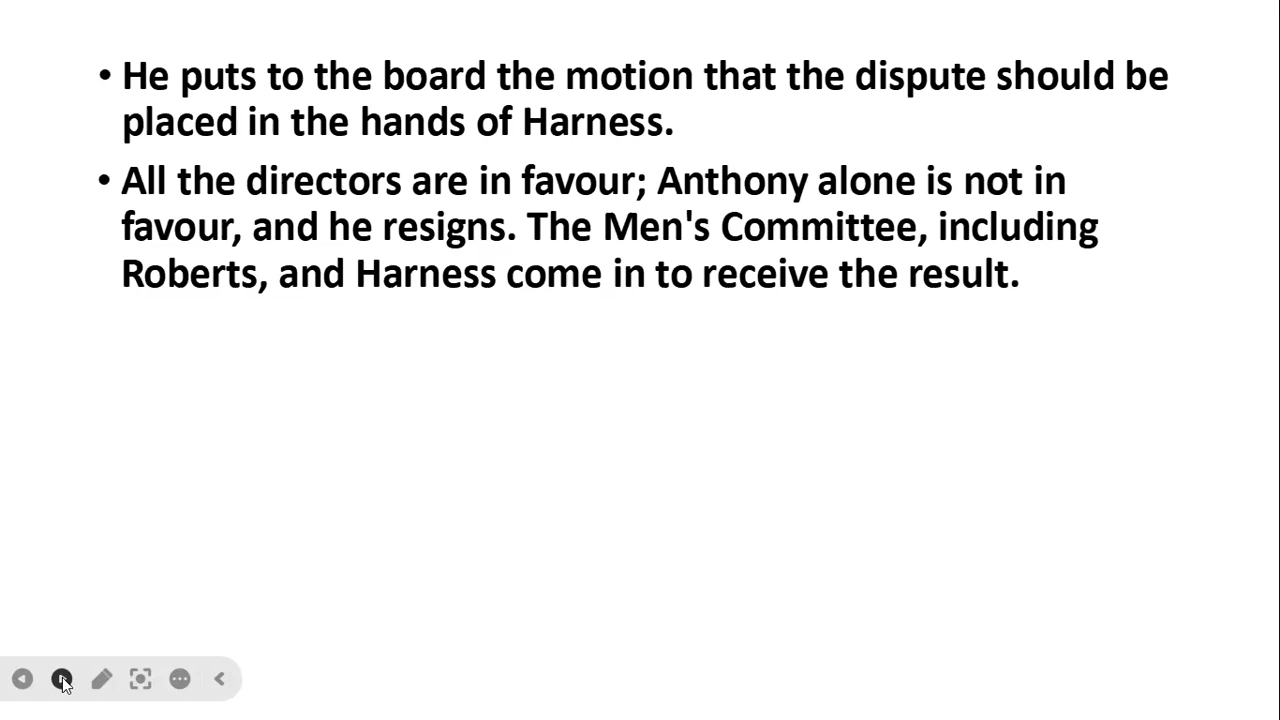 • He puts to the board the motion that the dispute should be
placed in the hands of Harness.
• All the directors are in favour; Anthony alone is not in
favour, and he resigns. The Men's Committee, including
Roberts, and Harness come in to receive the result.